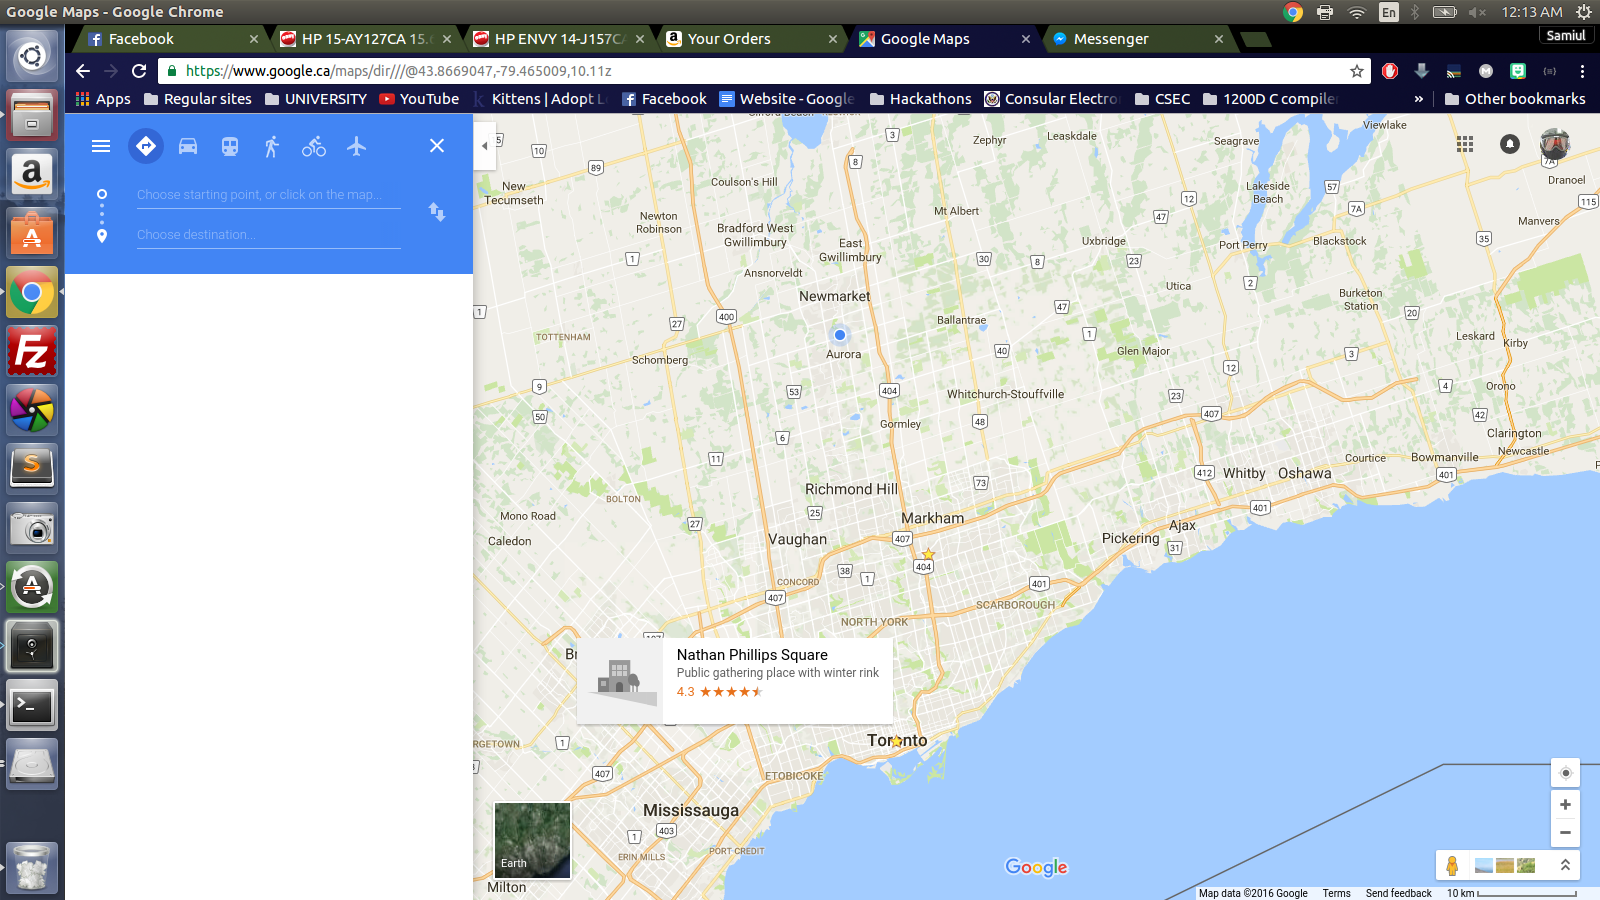 Google Maps - Google Chrome
En
12:13 AM
Facebook
HP 15-AY127CA 15.
HP ENVY 14-J157CA
Your Orders
Google Maps
Messenger
Samiul
https://www.google.ca/maps/dir///@43.8669047,-79.465009,10.11z
Apps
Regular sites
UNIVERSITY
YouTube
Kittens | Adopt
Facebook
Website - Google
Hackathons
Consular Electro
CSEC
1200D C compiler
»
Other bookmarks
Choose starting point, or click on the map...
Choose destination...
Viewlake
Zephyr
Leaskdale
Seagrave
New
Tecumseth
Coulson's Hill
Lakeside
Beach
Dranoel
Newton
Robinson
Bradford West
Gwillimbury
Mt Albert
Manvers
East
Gwillimbury
Uxbridge
Port Perry
Blackstock
Ansnorveldt
Newmarket
Utica
Burketon
Station
TOTTENHAM
Ballantrae
Leskard
Kirby
Schomberg
Aurora
Glen Major
Whitchurch-Stouffville
Orono
Gormley
Clarington
Newcastle
Whitby
Oshawa
Courtice
Bowmanville
Richmond Hill
BOLTON
Mono Road
Markham
Ajax
Pickering
Caledon
Vaughan
CONCORD
SCARBOROUGH
NORTH YORK
Nathan Phillips Square
Public gathering place with winter rink
4.3
Toronto
ETOBICOKE
Mississauga
PORT CREDIT
ERIN MILLS
Earth
Milton
Google
Map data ©2016 Google
Terms
Send feedback
10 km